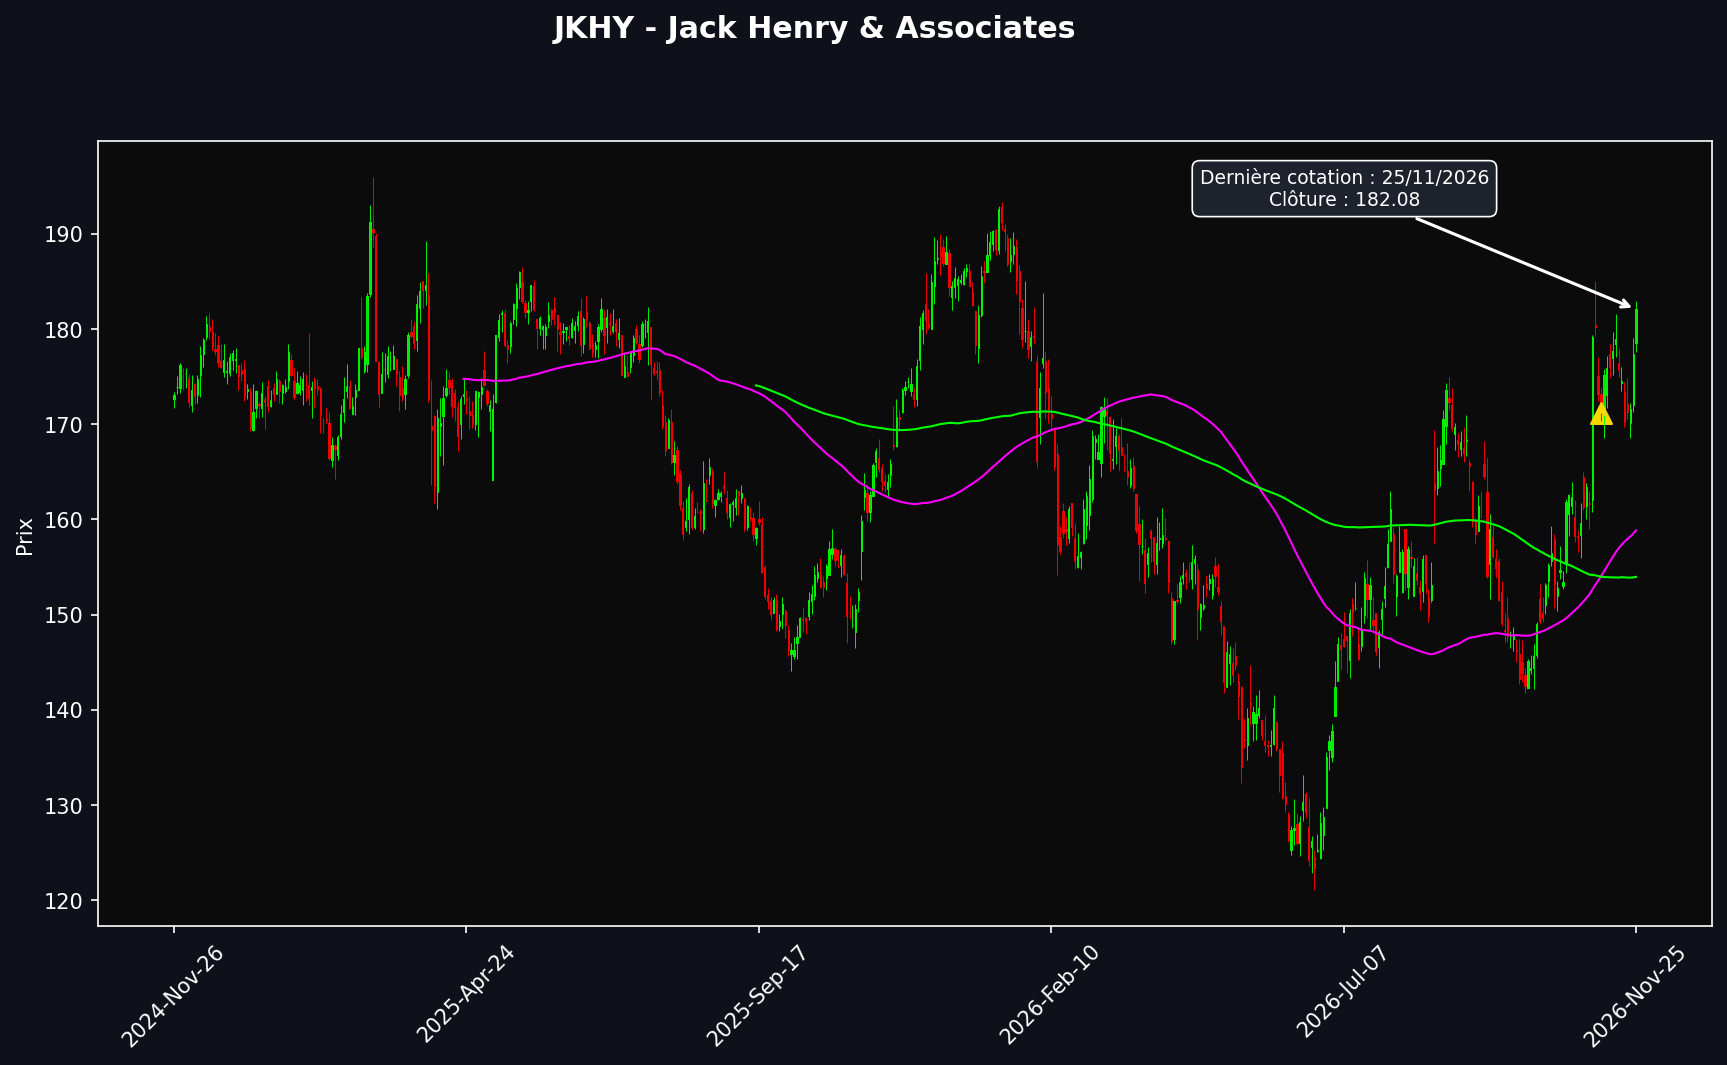 JKHY - Jack Henry & Associates
Dernière cotation : 25/11/2026
Clôture : 182.08
Prix
190
180
170
160
150
140
130
120
2024-Nov-26
2025-Apr-24
2025-Sep-17
2026-Feb-10
2026-Jul-07
2026-Nov-25